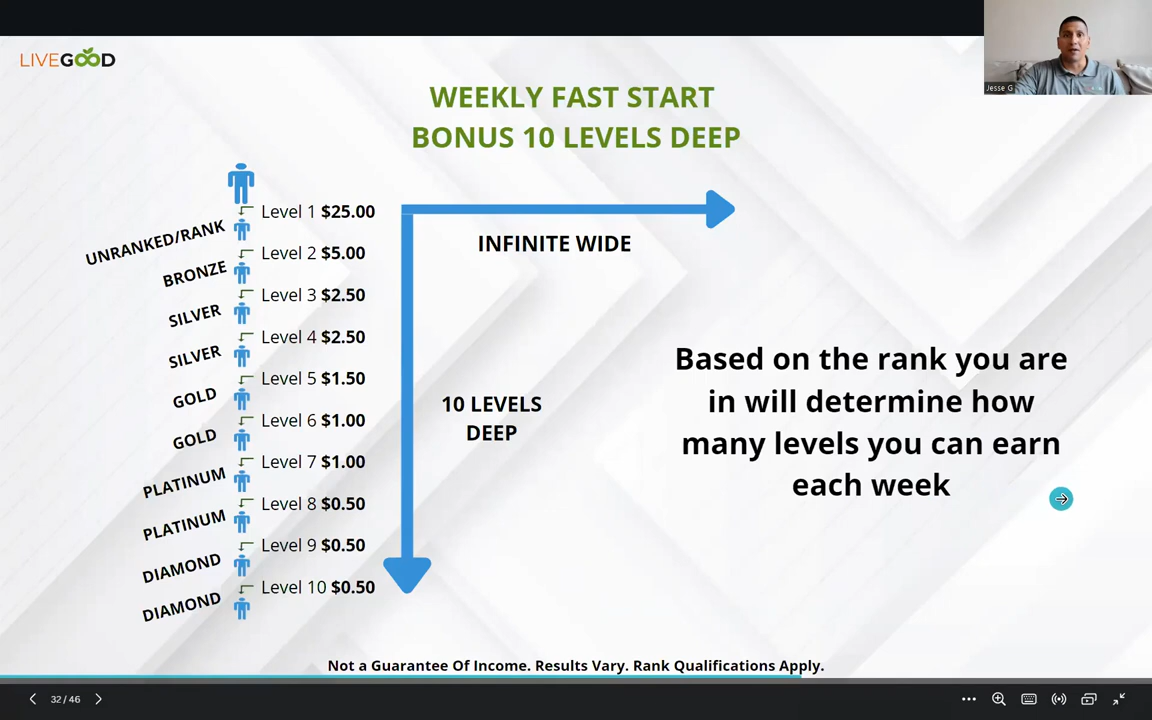 LIVEGOOD
Jesse G
WEEKLY FAST START
BONUS 10 LEVELS DEEP
Level 1 $25.00
UNRANKED/RANK
Level 2 $5.00
BRONZE
Level 3 $2.50
SILVER
Level 4 $2.50
SILVER
Level 5 $1.50
GOLD
Level 6 $1.00
GOLD
Level 7 $1.00
PLATINUM
Level 8 $0.50
PLATINUM
Level 9 $0.50
DIAMOND
Level 10 $0.50
DIAMOND
INFINITE WIDE
10 LEVELS
DEEP
Based on the rank you are
in will determine how
many levels you can earn
each week
Not a Guarantee Of Income. Results Vary. Rank Qualifications Apply.
32 / 46